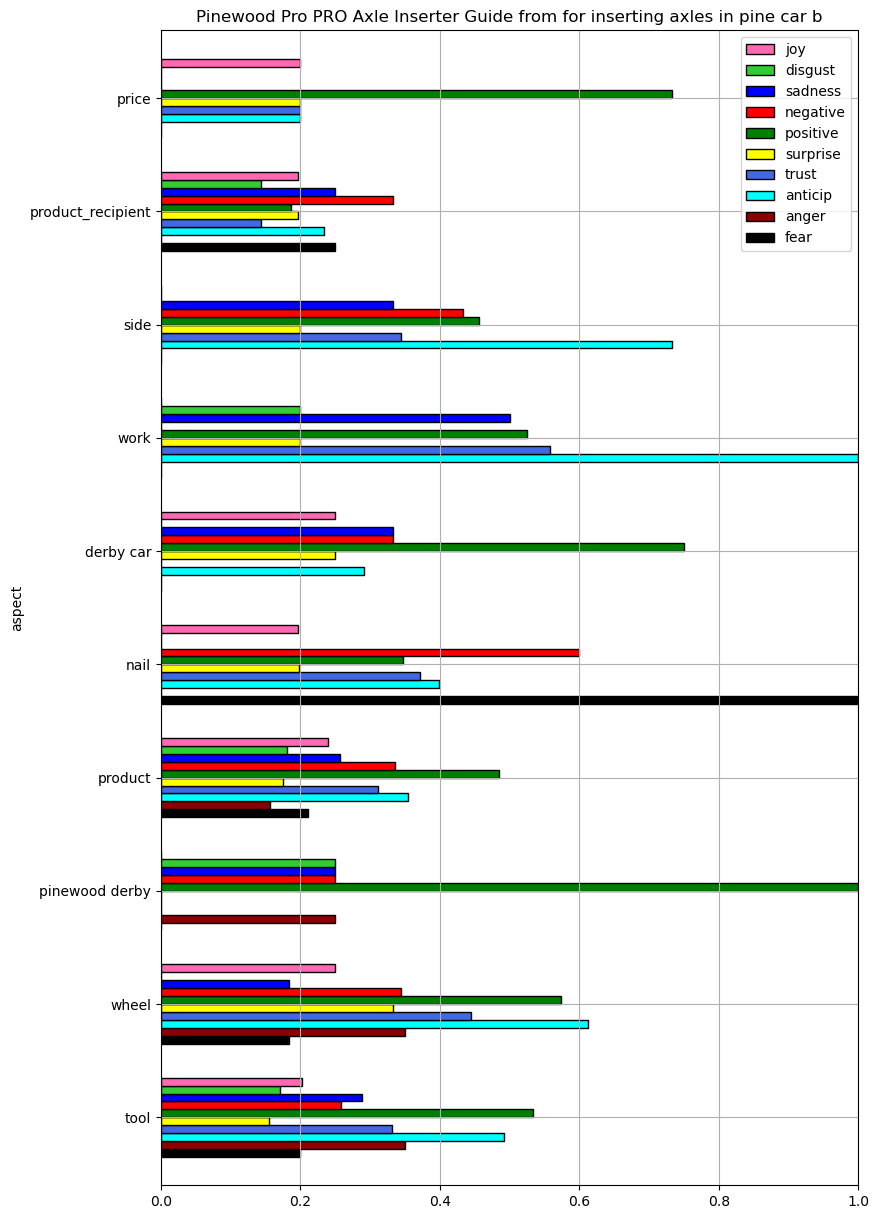 Pinewood Pro PRO Axle Inserter Guide from for inserting axles in pine car b
joy
disgust
sadness
negative
positive
surprise
trust
anticip
anger
fear
price
product_recipient
side
work
derby car
nail
product
pinewood derby
wheel
tool
aspect
0.0 0.2 0.4 0.6 0.8 1.0